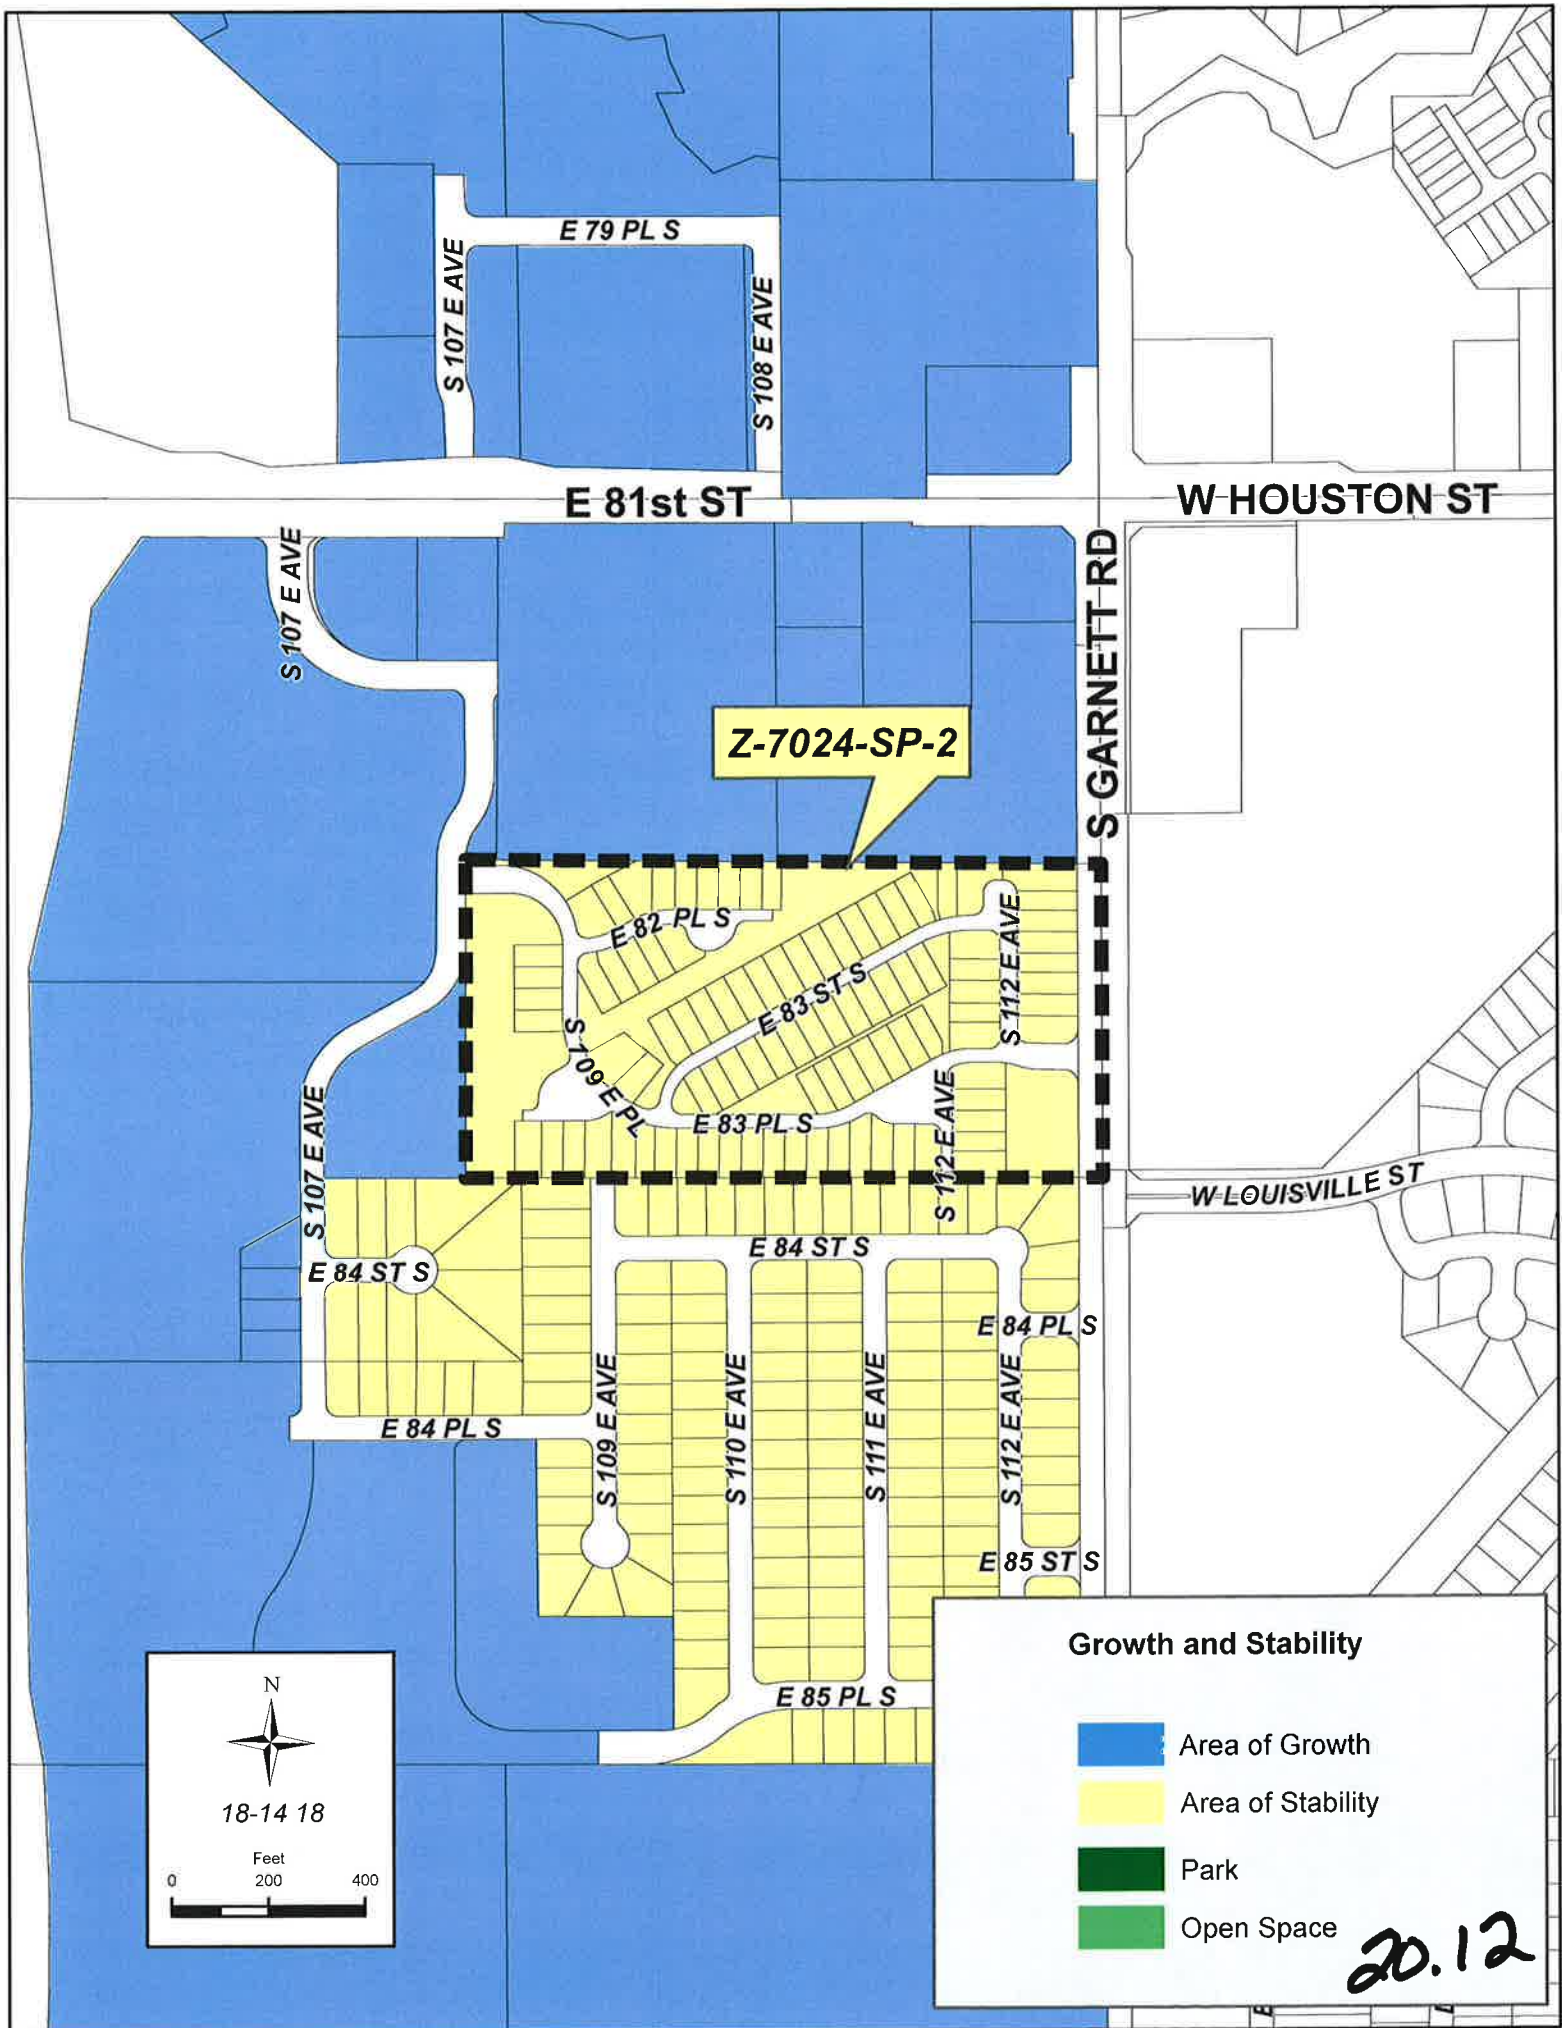 E 79 PL S
S 107 E AVE
S 108 E AVE
E 81st ST
W HOUSTON ST
S 107 E AVE
S GARNETT RD
Z-7024-SP-2
E 82 PL S
E 83 ST S
S 112 E AVE
S 109 E PL
E 83 PL S
S 112 E AVE
S 107 E AVE
W LOUISVILLE ST
E 84 ST S
E 84 ST S
E 84 PL S
S 109 E AVE
S 110 E AVE
S 111 E AVE
S 112 E AVE
E 84 PL S
E 85 ST S
E 85 PL S
N
18-14 18
Feet
0 200 400
Growth and Stability
Area of Growth
Area of Stability
Park
Open Space
20.12